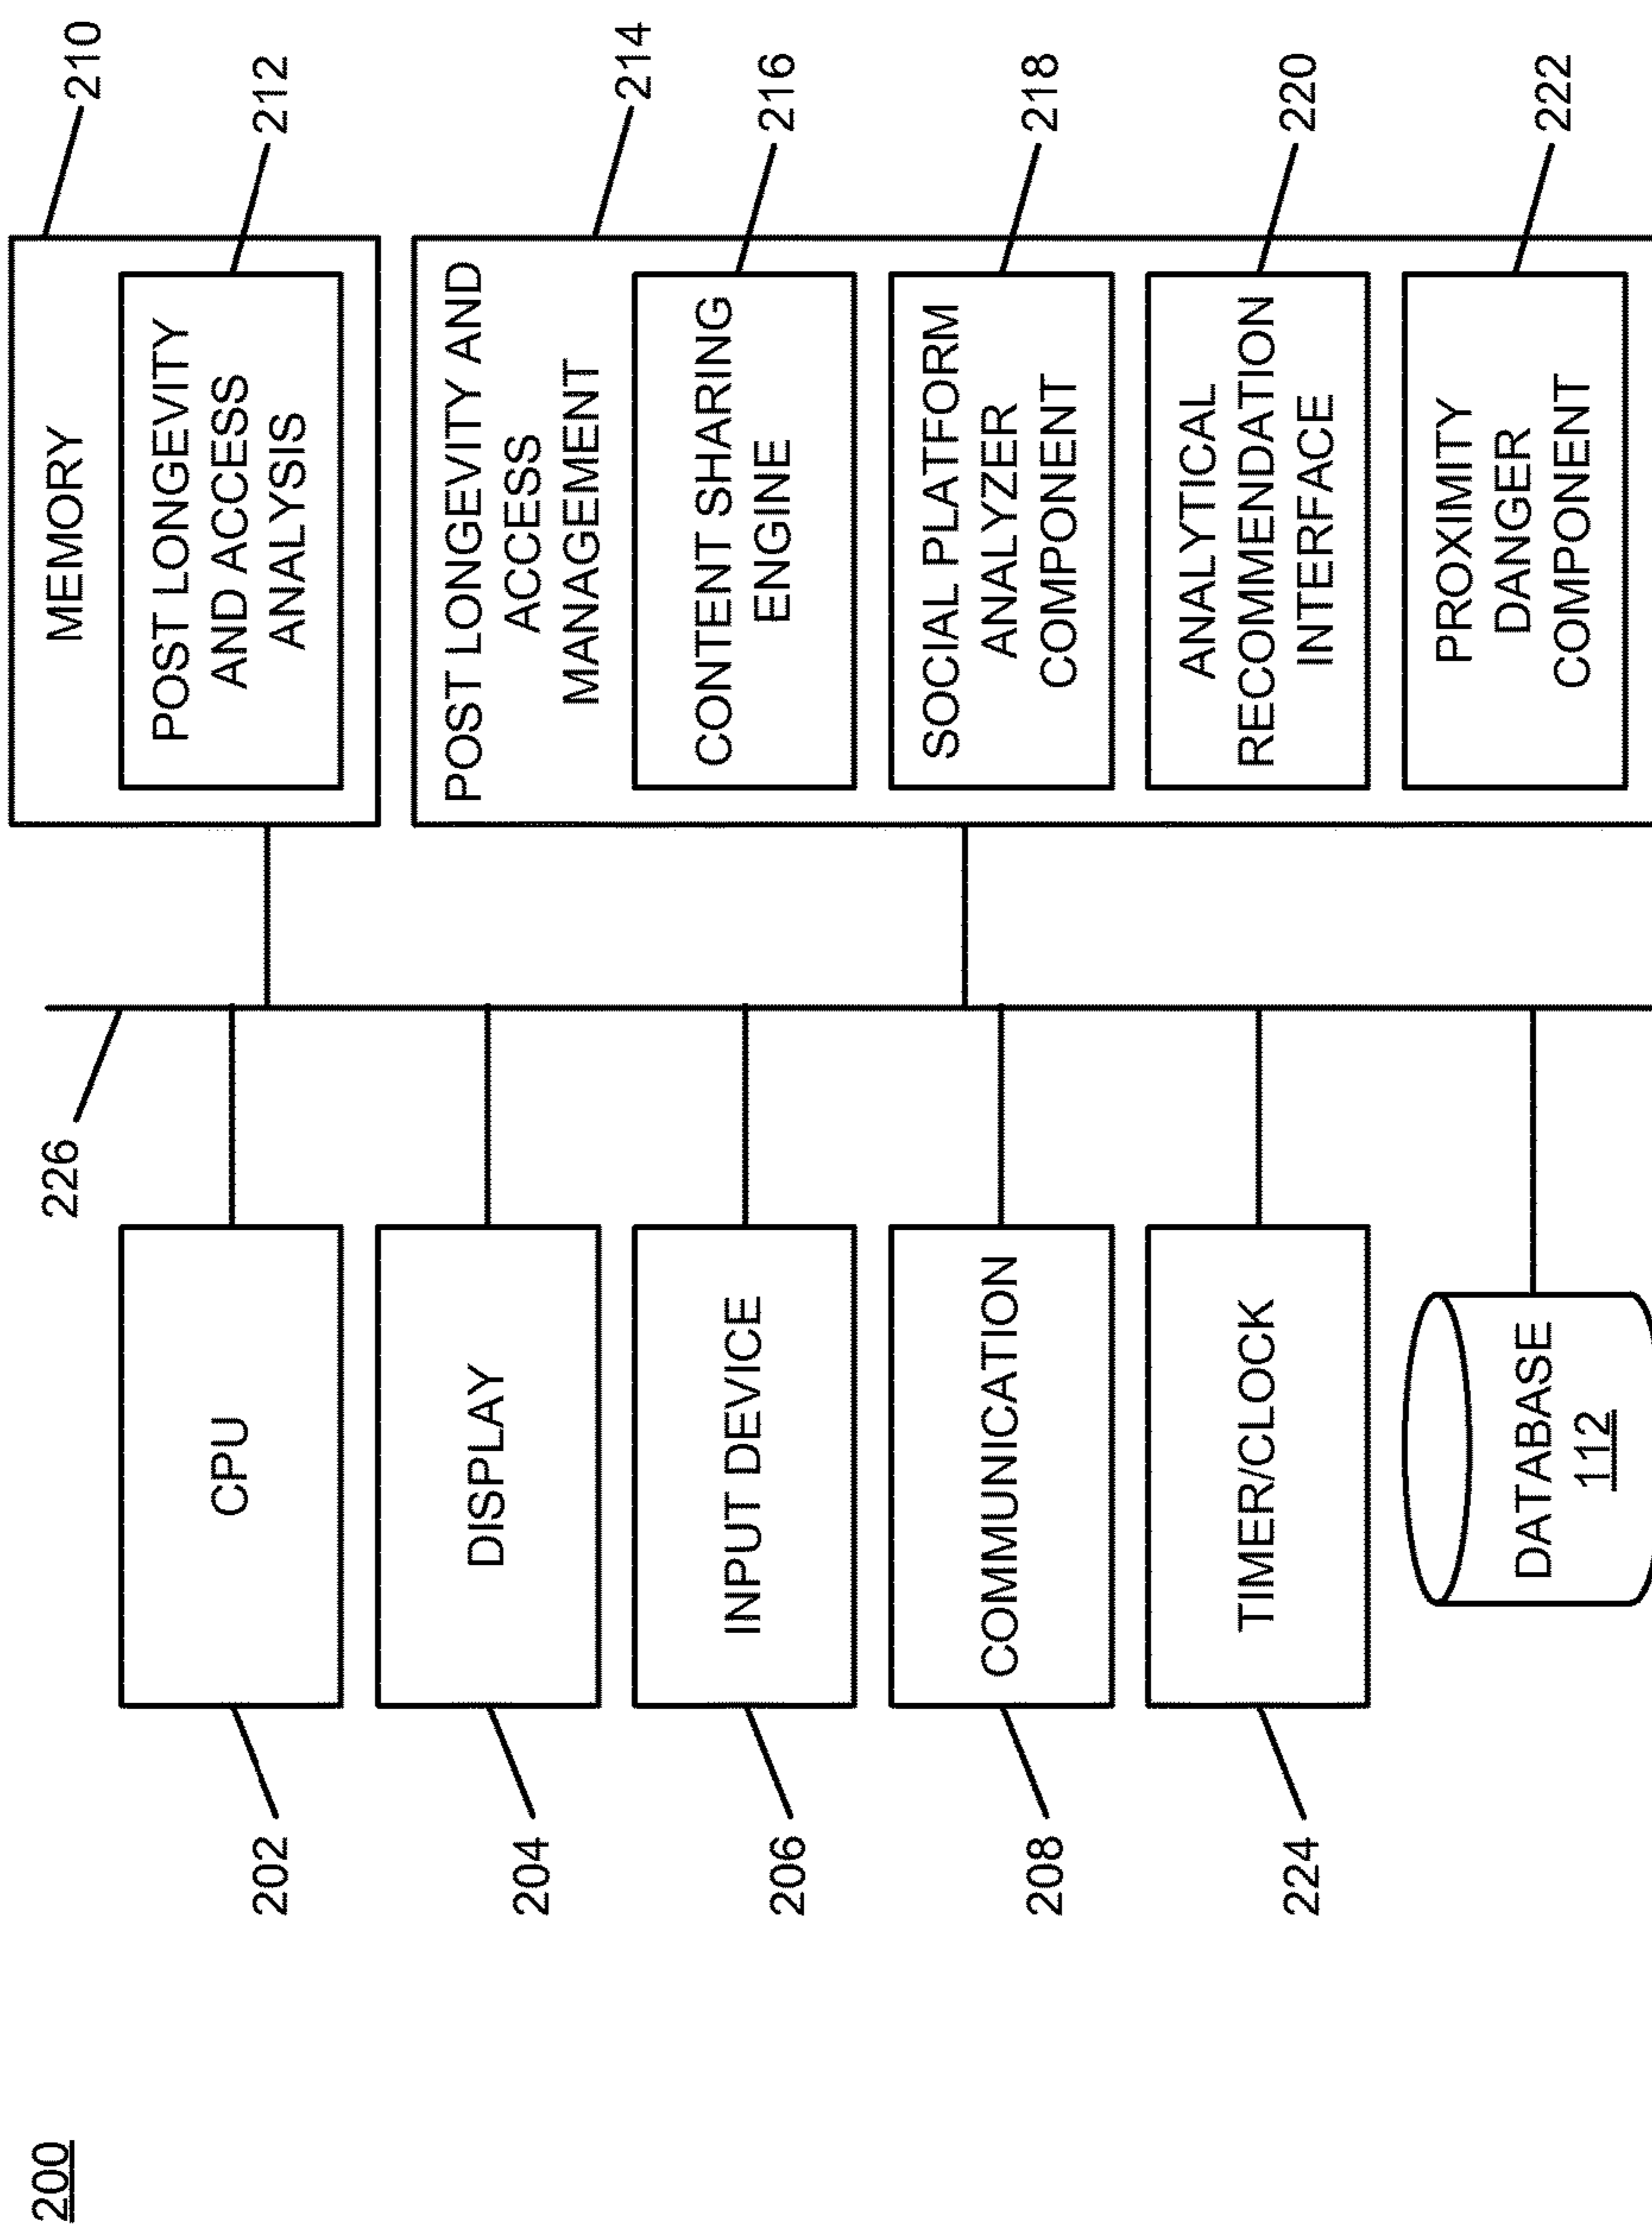 200
226
202
CPU
204
DISPLAY
206
INPUT DEVICE
208
COMMUNICATION
224
TIMER/CLOCK
DATABASE
112
MEMORY
210
POST LONGEVITY
AND ACCESS
ANALYSIS
212
POST LONGEVITY AND
ACCESS
MANAGEMENT
214
CONTENT SHARING
ENGINE
216
SOCIAL PLATFORM
ANALYZER
COMPONENT
218
ANALYTICAL
RECOMMENDATION
INTERFACE
220
PROXIMITY
DANGER
COMPONENT
222